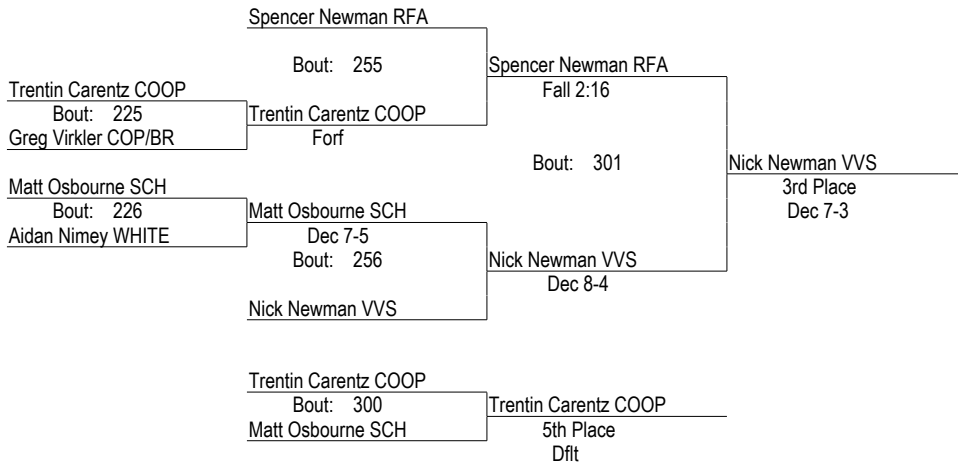 Spencer Newman RFA
Bout: 255
Spencer Newman RFA
Fall 2:16
Trentin Carentz COOP
Bout: 225
Trentin Carentz COOP
Greg Virkler COP/BR
Forf
Bout: 301
Nick Newman VVS
3rd Place
Dec 7-3
Matt Osbourne SCH
Bout: 226
Matt Osbourne SCH
Aidan Nimey WHITE
Dec 7-5
Bout: 256
Nick Newman VVS
Dec 8-4
Nick Newman VVS
Trentin Carentz COOP
Bout: 300
Trentin Carentz COOP
Matt Osbourne SCH
5th Place
Dflt